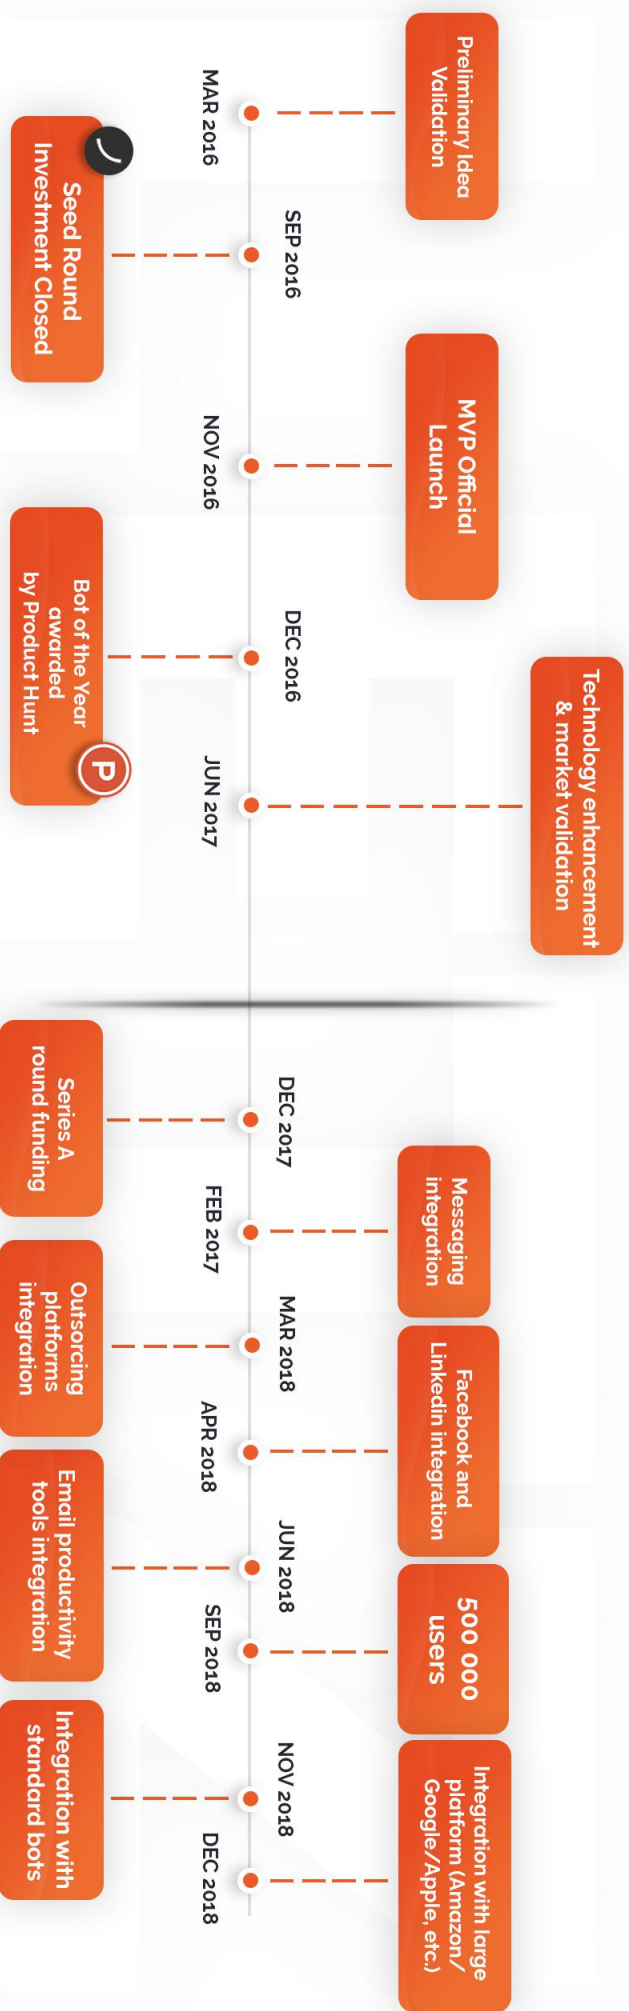 Preliminary Idea
Validation
MAR 2016
SEP 2016
Seed Round
Investment Closed
MVP Official
Launch
NOV 2016
DEC 2016
Bot of the Year
awarded
by Product Hunt
P
Technology enhancement
& market validation
JUN 2017
DEC 2017
Series A
round funding
Messaging
integration
FEB 2017
MAR 2018
Outsorcing
platforms
integration
Facebook and
Linkedin integration
APR 2018
JUN 2018
Email productivity
tools integration
500 000
users
SEP 2018
NOV 2018
Integration with
standard bots
Integration with large
platform (Amazon/
Google/Apple, etc.)
DEC 2018